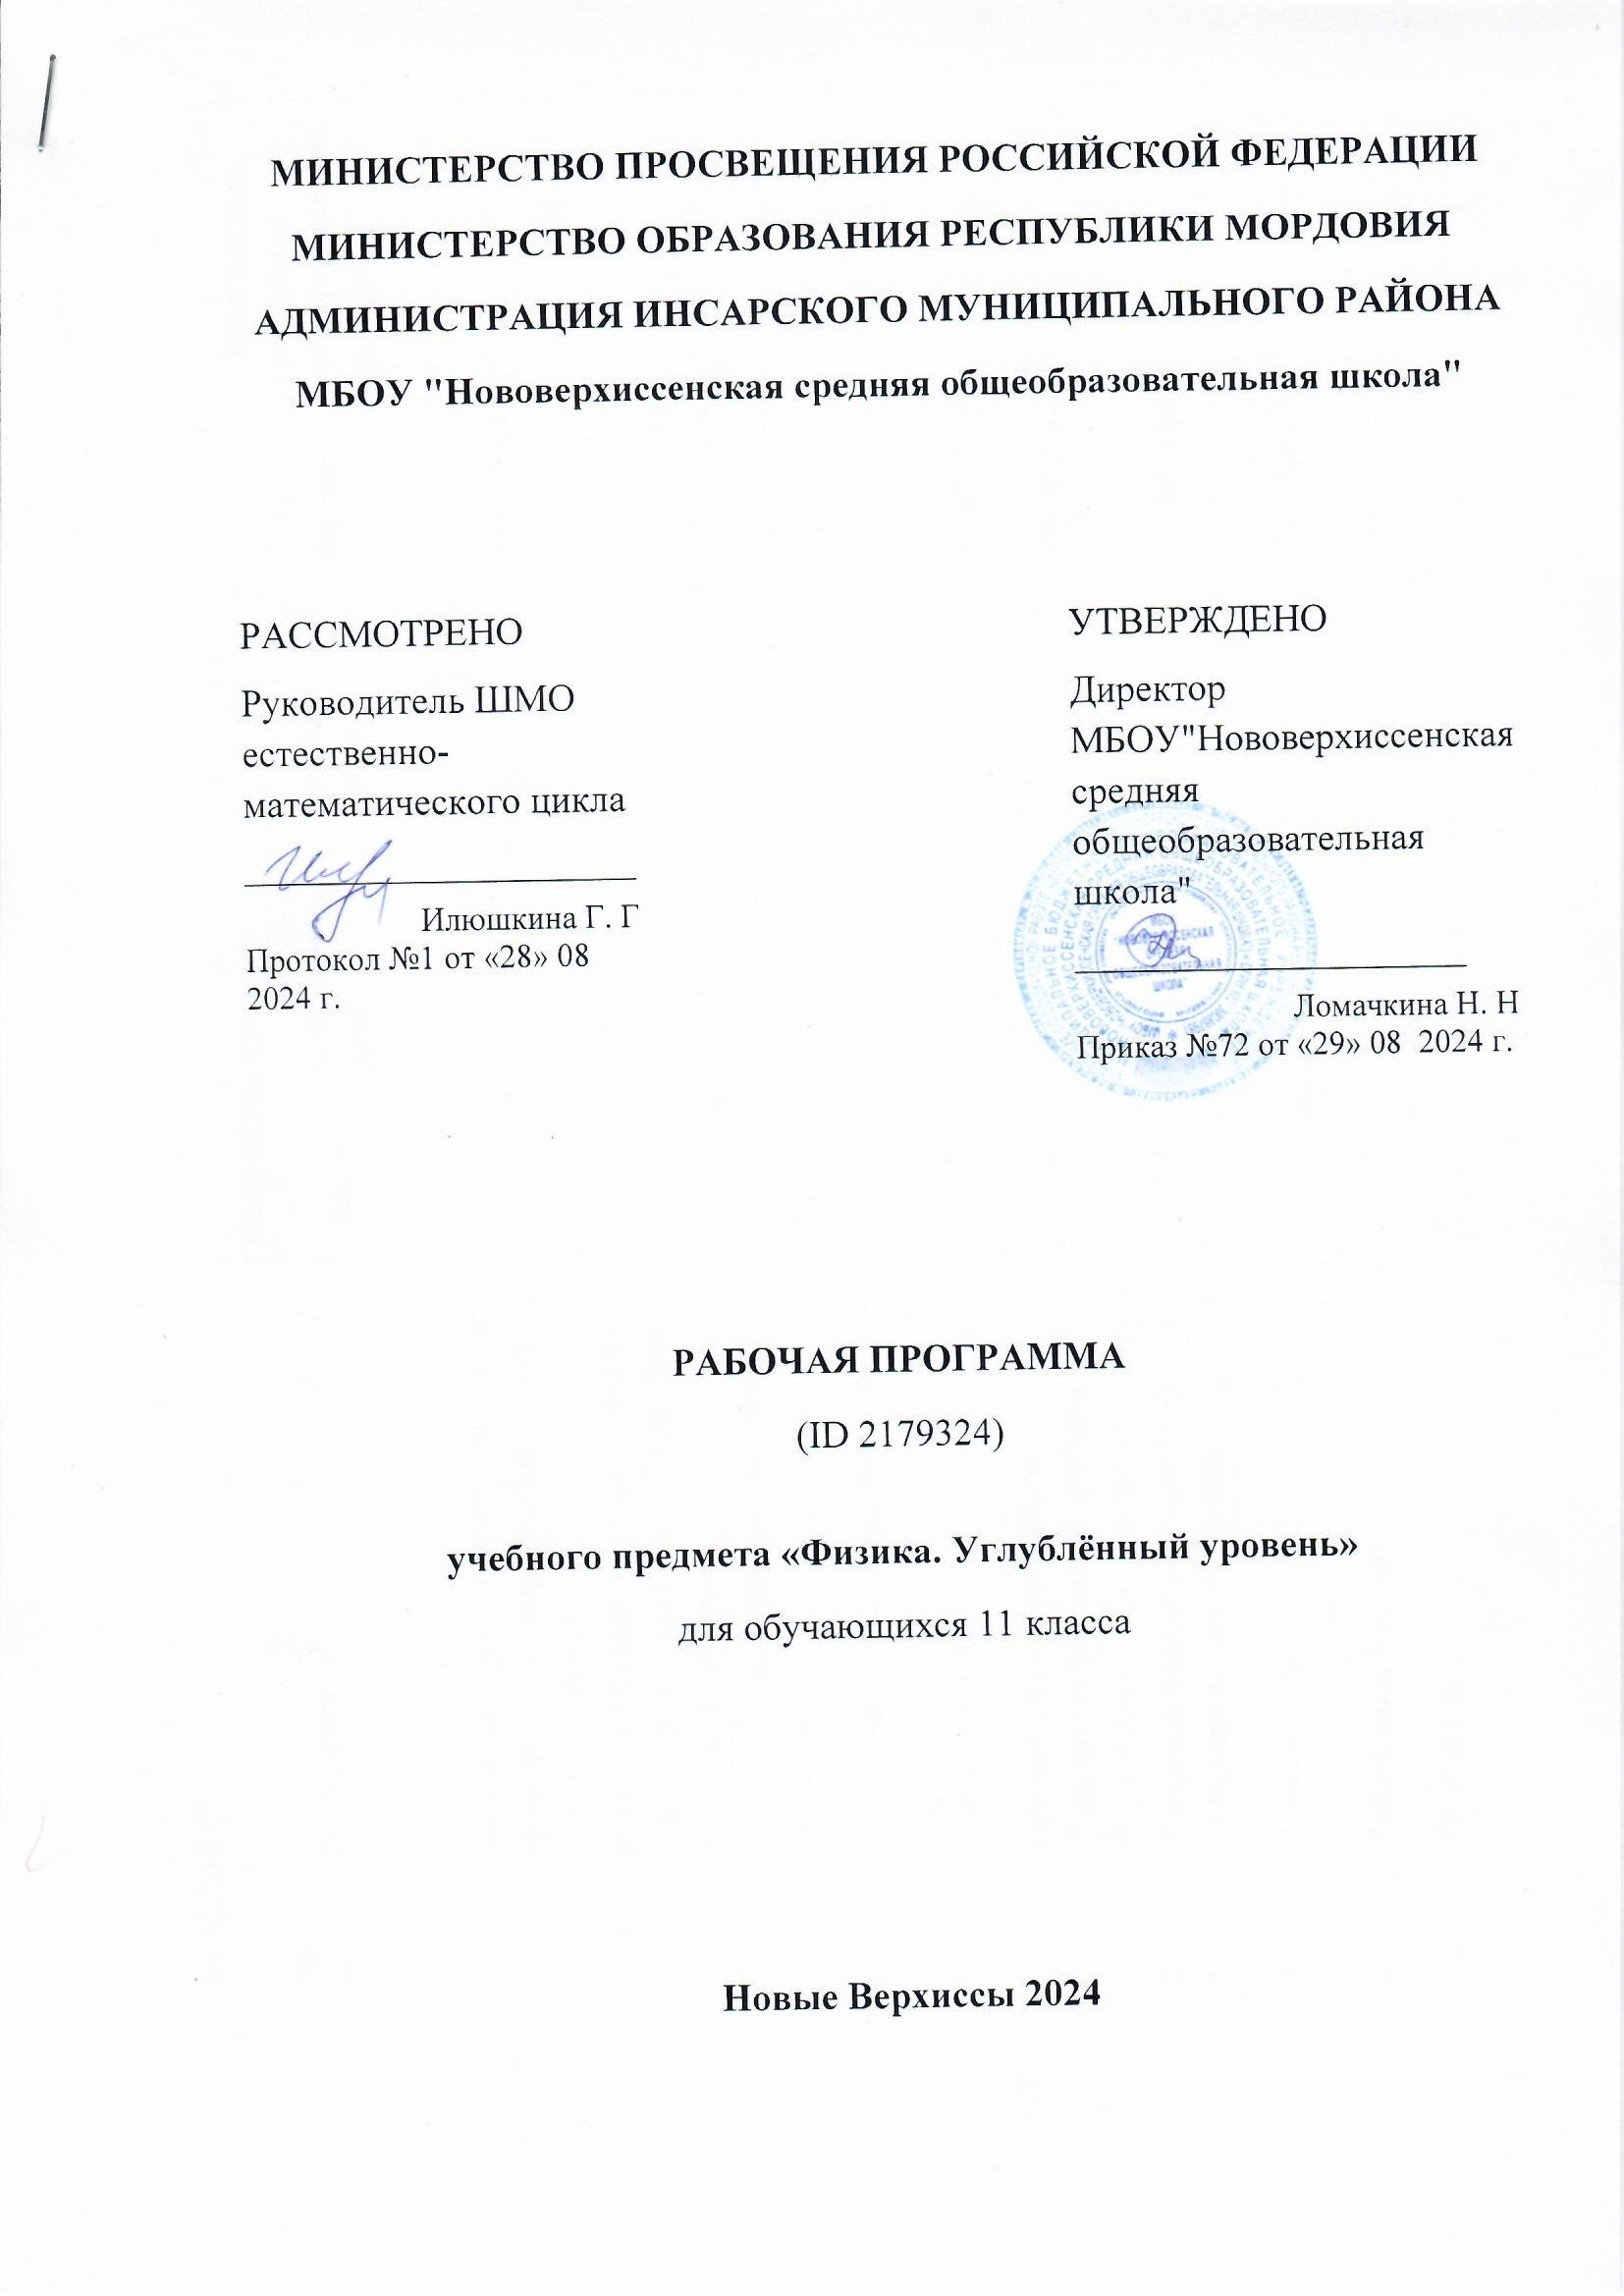 МИНИСТЕРСТВО ПРОСВЕЩЕНИЯ РОССИЙСКОЙ ФЕДЕРАЦИИ
МИНИСТЕРСТВО ОБРАЗОВАНИЯ РЕСПУБЛИКИ МОРДОВИЯ
АДМИНИСТРАЦИЯ ИНСАРСКОГО МУНИЦИПАЛЬНОГО РАЙОНА
МБОУ "Нововерхиссенская средняя общеобразовательная школа"
РАССМОТРЕНО
Руководитель ШМО
естественно-
математического цикла
Илюшкина Г. Г
Протокол №1 от «28» 08
2024 г.
УТВЕРЖДЕНО
Директор
МБОУ"Нововерхиссенская
средняя
общеобразовательная
школа"
Ломачкина Н. Н
Приказ №72 от «29» 08 2024 г.
РАБОЧАЯ ПРОГРАММА
(ID 2179324)
учебного предмета «Физика. Углублённый уровень»
для обучающихся 11 класса
Новые Верхиссы 2024